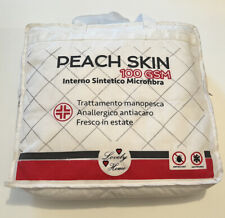 PEACH SKIN
100 GSM
Interno Sintetico Microfibra
Trattamento manopesca
Anallergico antiacaro
Fresco in estate
Lovely
Home